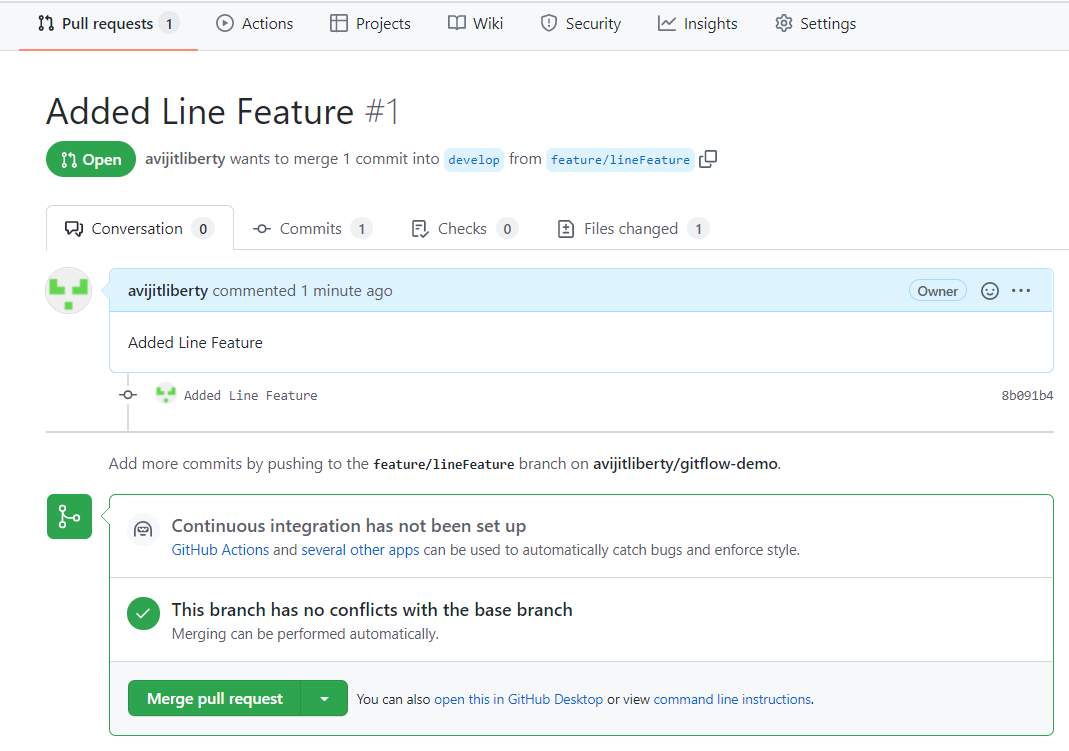 Pull requests 1 Actions Projects Wiki Security Insights Settings
Added Line Feature #1
Open avijitliberty wants to merge 1 commit into develop from feature/lineFeature
Conversation 0 Commits 1 Checks 0 Files changed 1
avijitliberty commented 1 minute ago Owner
Added Line Feature
Added Line Feature 8b091b4
Add more commits by pushing to the feature/lineFeature branch on avijitliberty/gitflow-demo.
Continuous integration has not been set up
GitHub Actions and several other apps can be used to automatically catch bugs and enforce style.
This branch has no conflicts with the base branch
Merging can be performed automatically.
Merge pull request You can also open this in GitHub Desktop or view command line instructions.